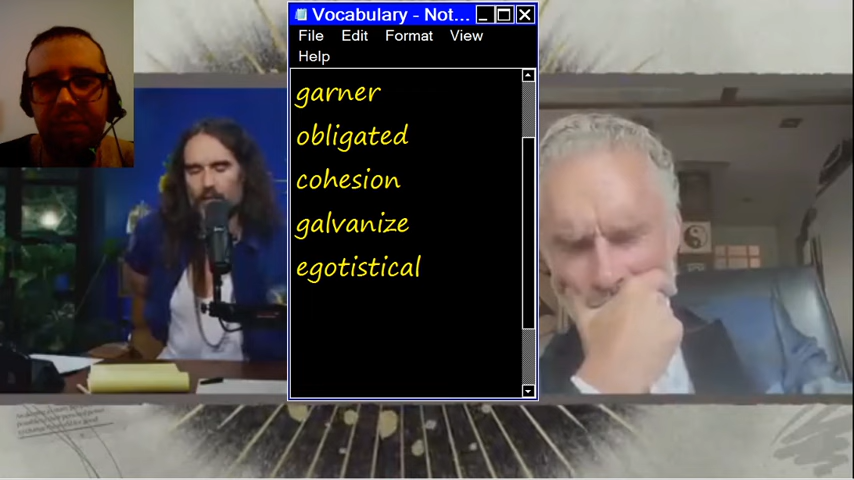 Vocabulary - Not...
File Edit Format View
Help
garner
obligated
cohesion
galvanize
egotistical